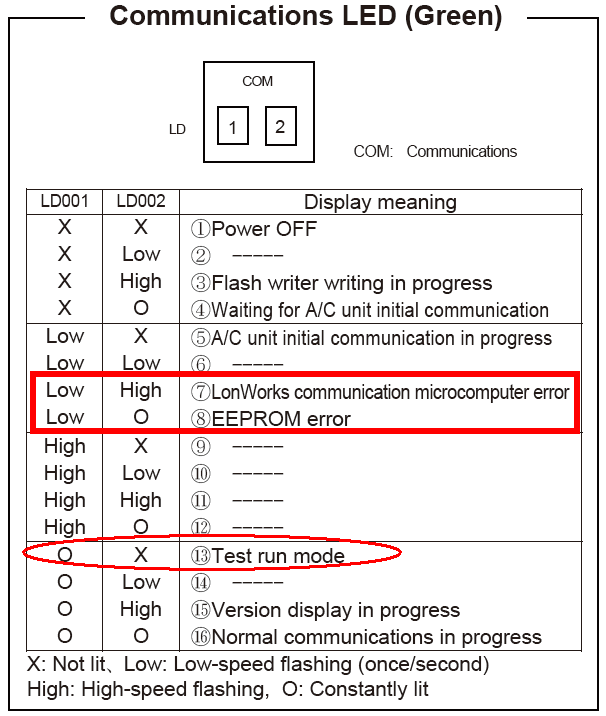 Communications LED (Green)
COM
LD
1 2
COM: Communications
LD001 LD002 Display meaning
X X ①Power OFF
X Low ② -----
X High ③Flash writer writing in progress
X O ④Waiting for A/C unit initial communication
Low X ⑤A/C unit initial communication in progress
Low Low ⑥ -----
Low High ⑦LonWorks communication microcomputer error
Low O ⑧EEPROM error
High X ⑨ -----
High Low ⑩ -----
High High ⑪ -----
High O ⑫ -----
O X ⑬Test run mode
O Low ⑭ -----
O High ⑮Version display in progress
O O ⑯Normal communications in progress
X: Not lit、Low: Low-speed flashing (once/second)
High: High-speed flashing, O: Constantly lit